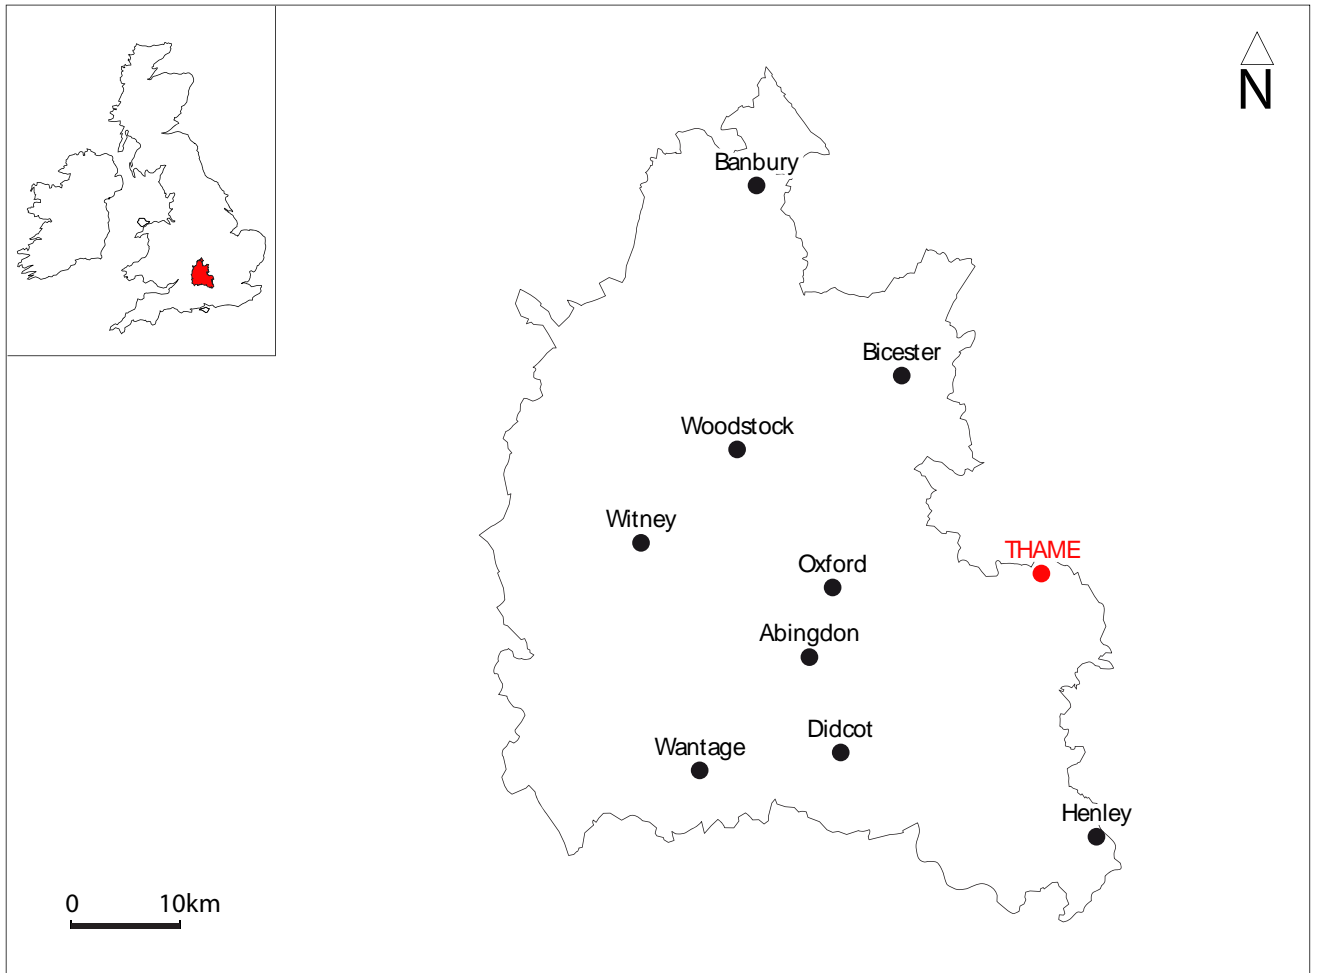 N
Banbury
Bicester
Woodstock
Witney
THAME
Oxford
Abingdon
Didcot
Wantage
Henley
0 10km